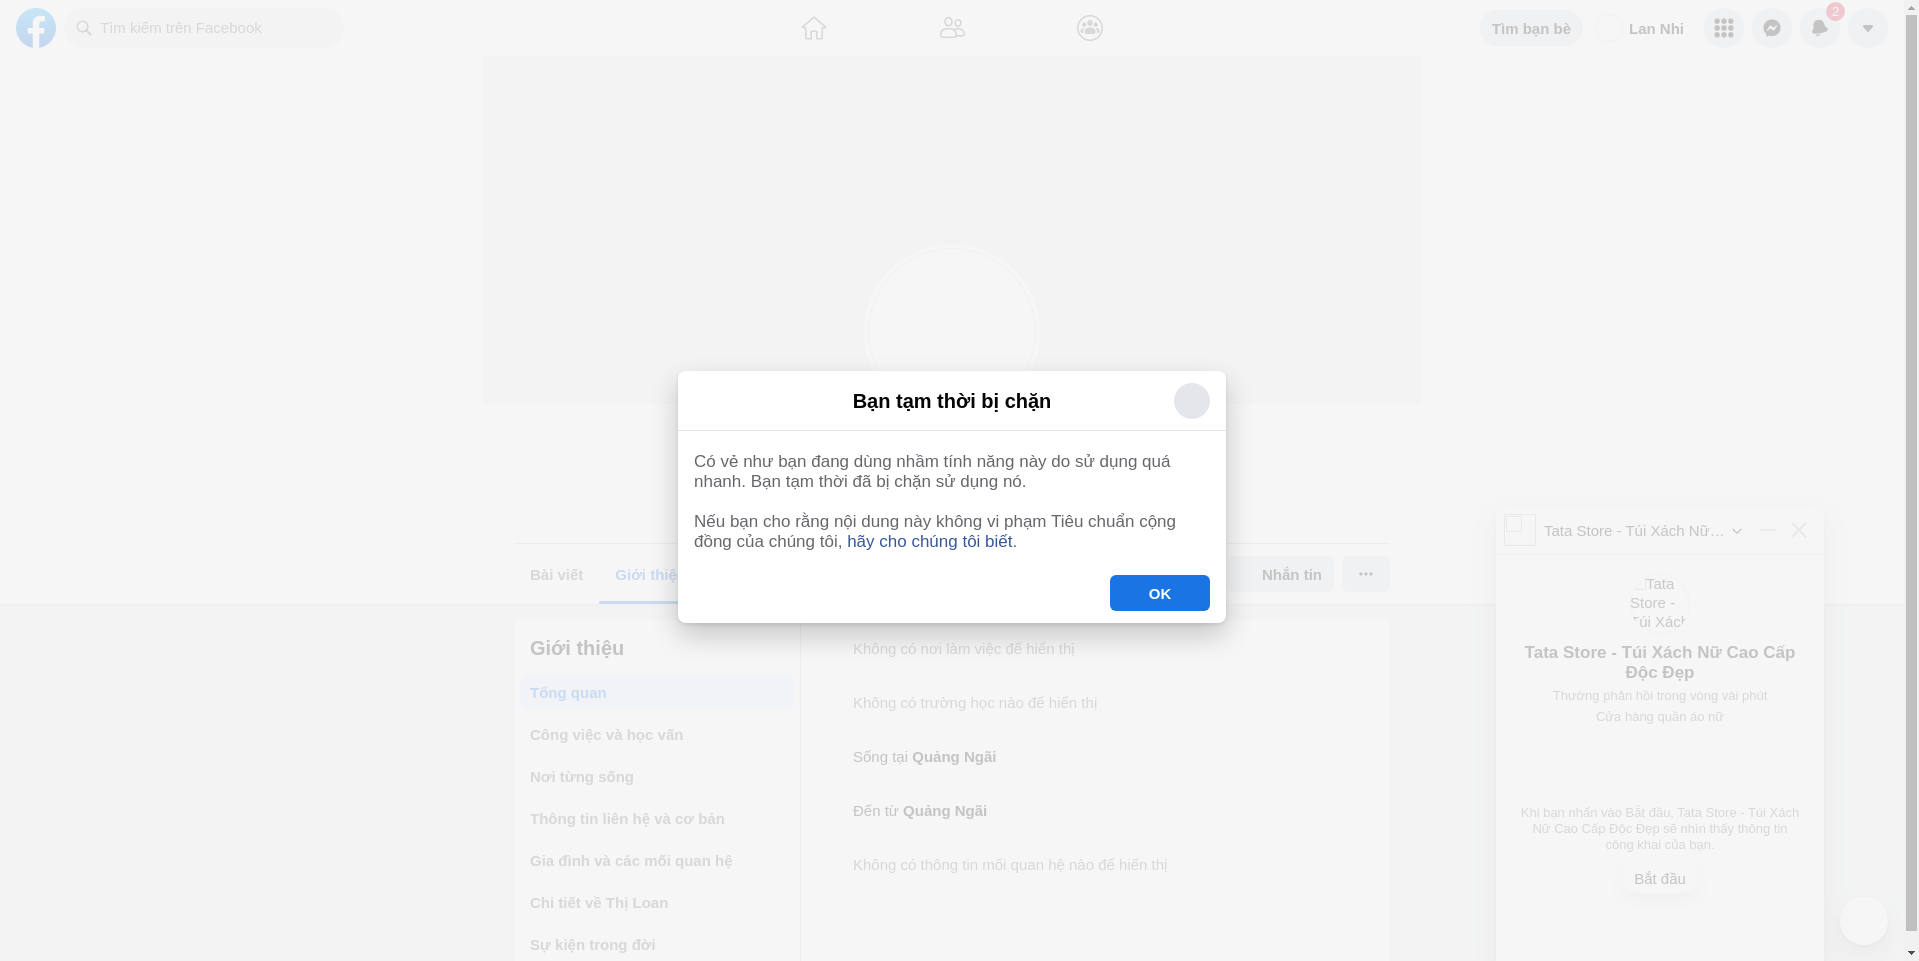 Tìm kiếm trên Facebook
Tìm bạn bè
Lan Nhi
2
Bạn tạm thời bị chặn
Có vẻ như bạn đang dùng nhầm tính năng này do sử dụng quá
nhanh. Bạn tạm thời đã bị chặn sử dụng nó.
Nếu bạn cho rằng nội dung này không vi phạm Tiêu chuẩn cộng
đồng của chúng tôi, hãy cho chúng tôi biết.
OK
Bài viết
Giới thiệ
Nhắn tin
Giới thiệu
Tổng quan
Công việc và học vấn
Nơi từng sống
Thông tin liên hệ và cơ bản
Gia đình và các mối quan hệ
Chi tiết về Thị Loan
Sự kiện trong đời
Không có nơi làm việc để hiển thị
Không có trường học nào để hiển thị
Sống tại Quảng Ngãi
Đến từ Quảng Ngãi
Không có thông tin mối quan hệ nào để hiển thị
Tata Store - Túi Xách Nữ…
Tata
Store -
Túi Xách
Tata Store - Túi Xách Nữ Cao Cấp
Độc Đẹp
Thường phản hồi trong vòng vài phút
Cửa hàng quần áo nữ
Khi bạn nhấn vào Bắt đầu, Tata Store - Túi Xách
Nữ Cao Cấp Độc Đẹp sẽ nhìn thấy thông tin
công khai của bạn.
Bắt đầu